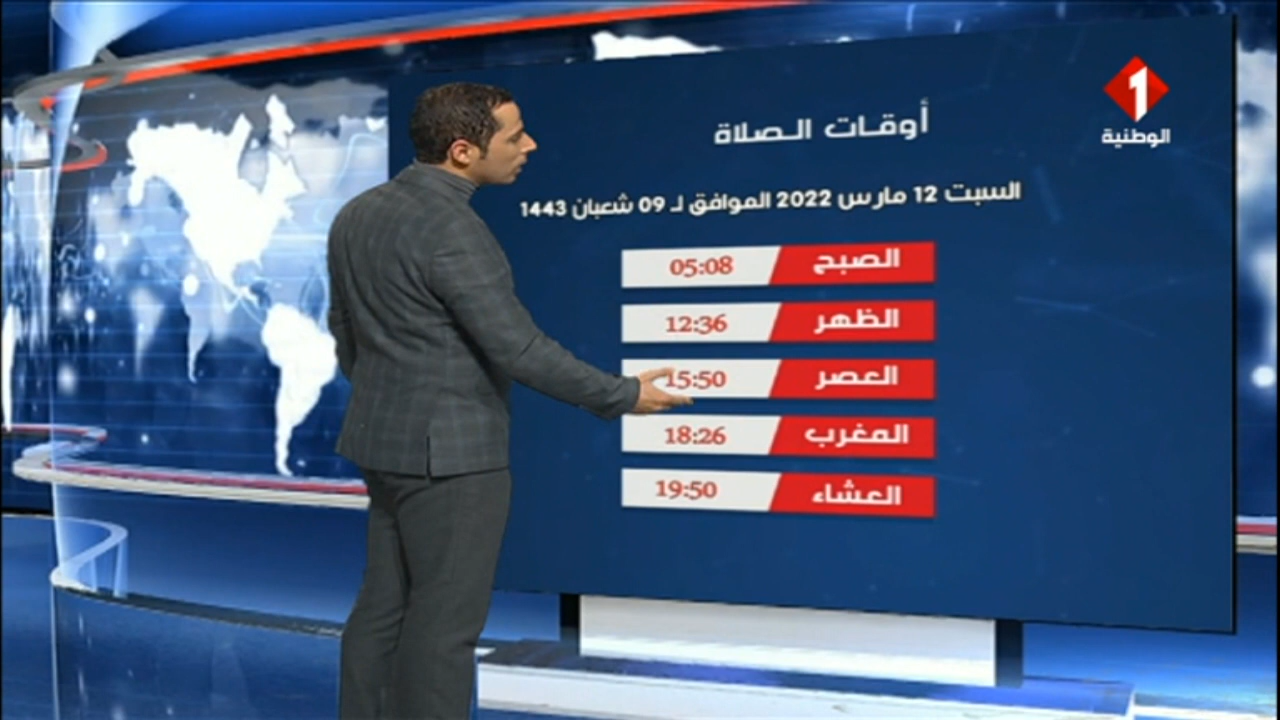 1
الوطنية
أوقات الصلاة
السبت 12 مارس 2022 الموافق لـ 09 شعبان 1443
الصبح 05:08
الظهر 12:36
العصر 15:50
المغرب 18:26
العشاء 19:50